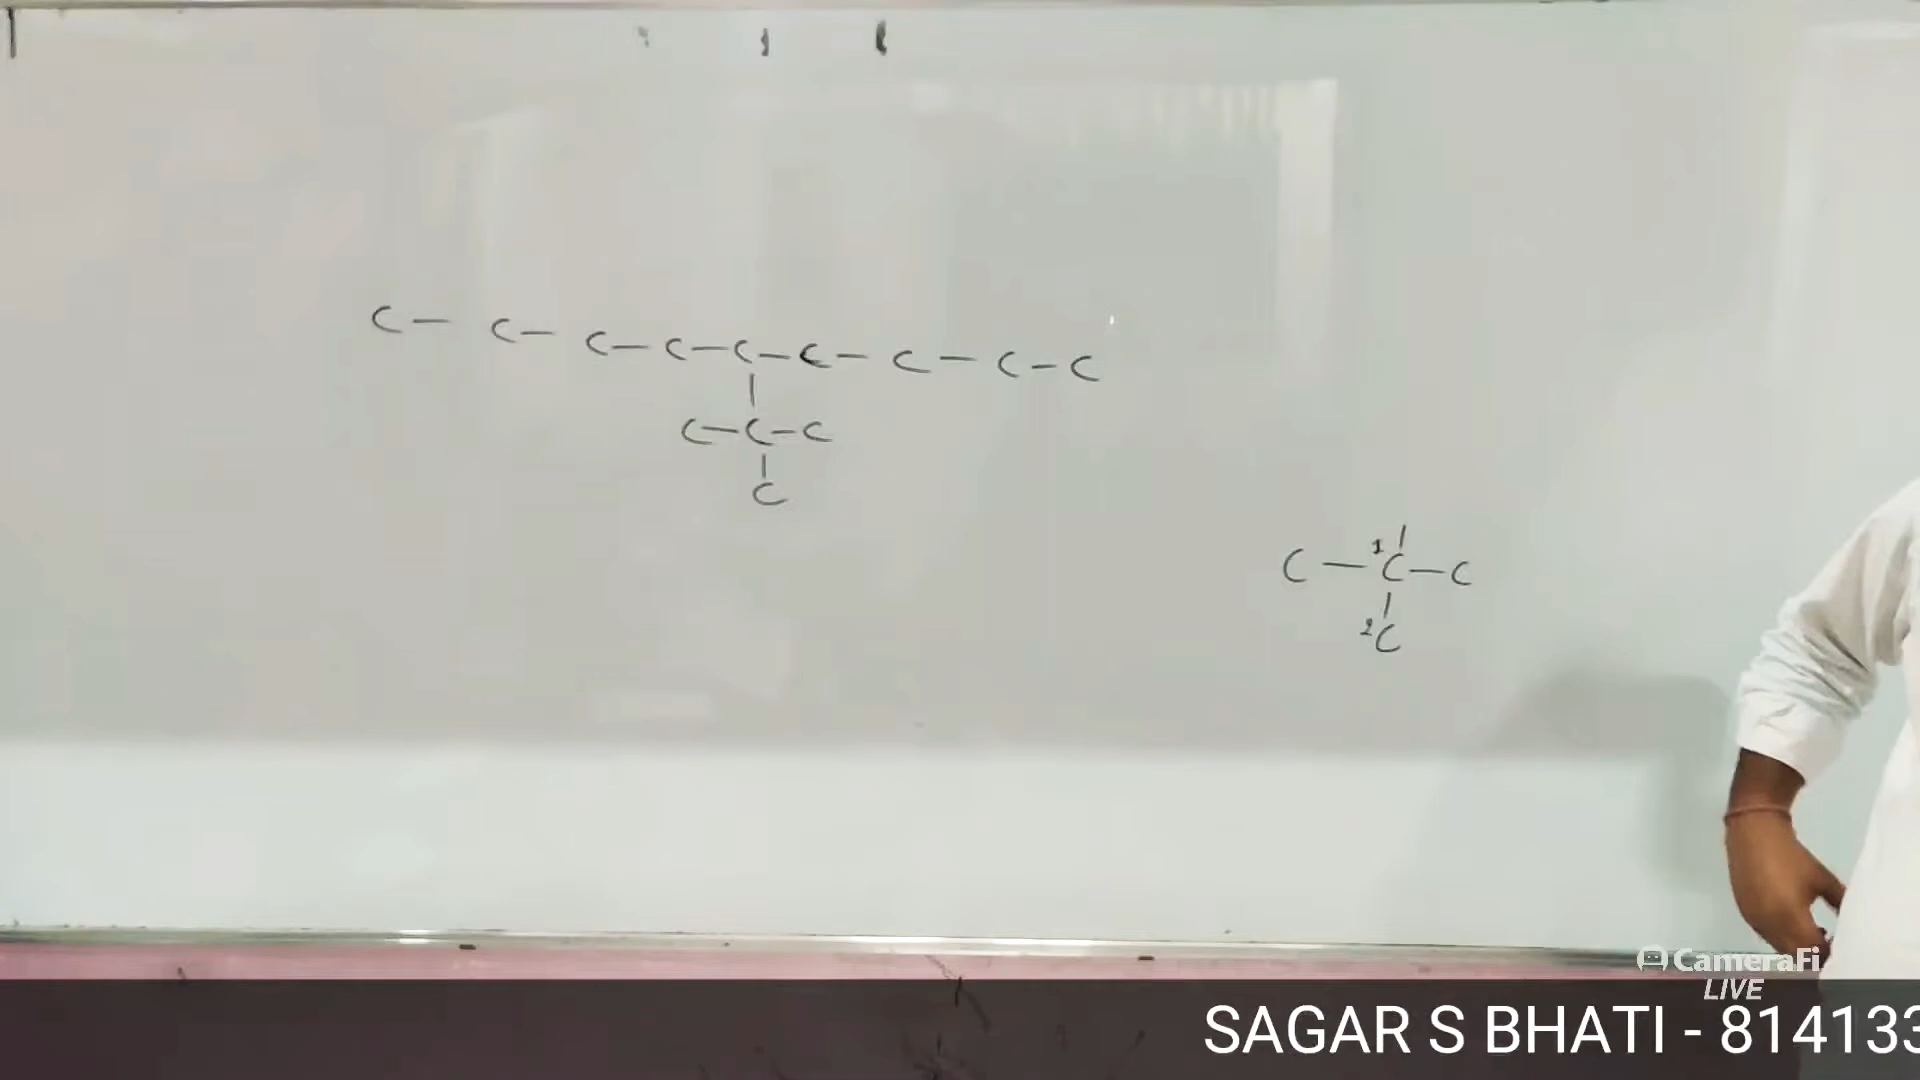 C - C - C - C - C - C - C - C - C
|
C - C - C
|
C
|
C - 1C - C
|
2C
CameraFi
LIVE
SAGAR S BHATI - 814133